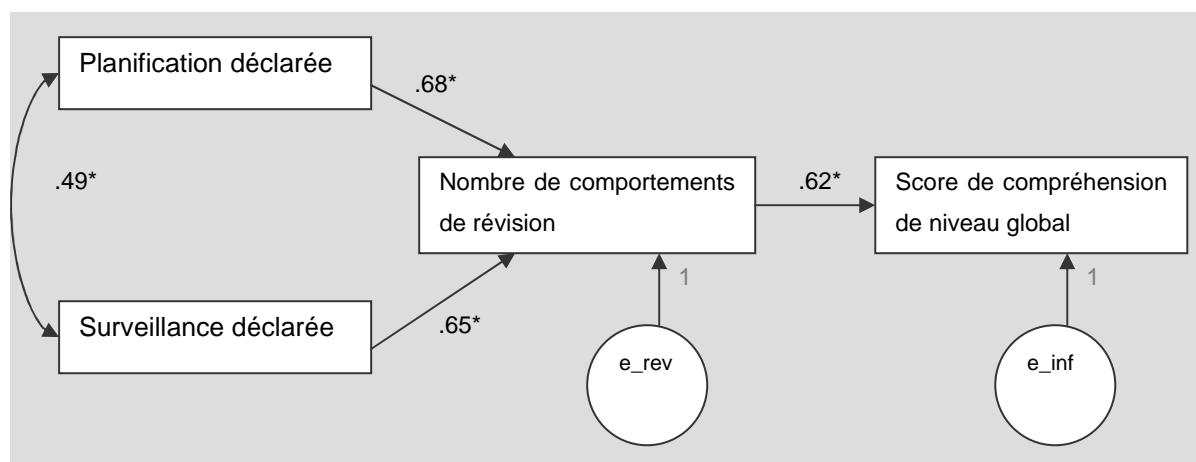 Planification déclarée
.68*
.49*
Nombre de comportements
de révision
.62*
Score de compréhension
de niveau global
Surveillance déclarée
.65*
1
1
e_rev
e_inf